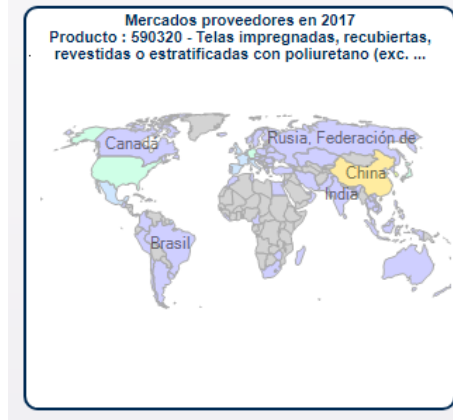 Mercados proveedores en 2017
Producto : 590320 - Telas impregnadas, recubiertas,
revestidas o estratificadas con poliuretano (exc. ...
Canadá
Rusia, Federación de
China
India
Brasil